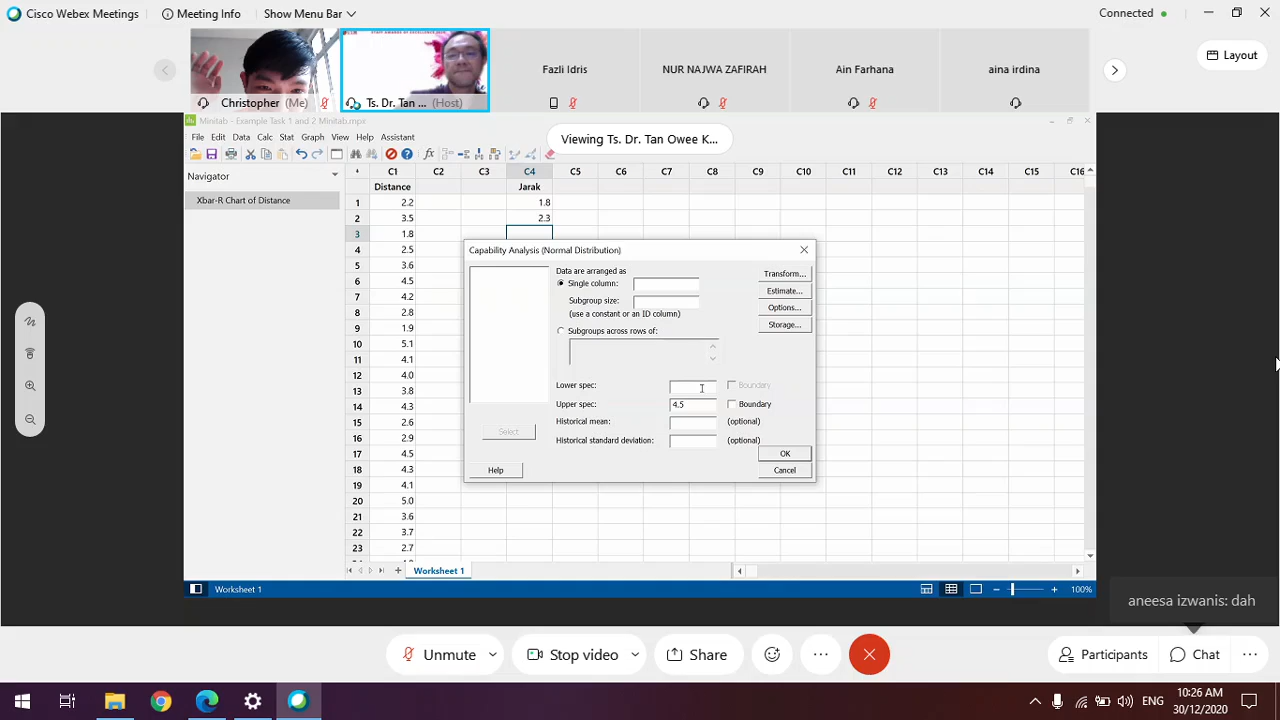 Cisco Webex Meetings
Meeting Info
Show Menu Bar
Connected
Layout
Christopher (Me)
Ts. Dr. Tan ... (Host)
Fazli Idris
NUR NAJWA ZAFIRAH
Ain Farhana
aina irdina
Minitab - Example Task 1 and 2 Minitab.mpx
Viewing Ts. Dr. Tan Owee K...
File Edit Data Calc Stat Graph View Help Assistant
Navigator
Xbar-R Chart of Distance
C1 C2 C3 C4 C5 C6 C7 C8 C9 C10 C11 C12 C13 C14 C15 C16
Distance Jarak
1 2.2 1.8
2 3.5 2.3
3 1.8
4 2.5
5 3.6
6 4.5
7 4.2
8 2.8
9 1.9
10 5.1
11 4.1
12 4.0
13 3.8
14 4.3
15 2.6
16 2.9
17 4.5
18 4.3
19 4.1
20 5.0
21 3.6
22 3.7
23 2.7
Capability Analysis (Normal Distribution)
Data are arranged as
Single column:
Subgroup size:
(use a constant or an ID column)
Subgroups across rows of:
Transform...
Estimate...
Options...
Storage...
Lower spec: Boundary
Upper spec: 4.5 Boundary
Historical mean: (optional)
Historical standard deviation: (optional)
Select
OK
Help
Cancel
Worksheet 1
Worksheet 1
100%
aneesa izwanis: dah
Unmute
Stop video
Share
Participants
Chat
ENG
10:26 AM
30/12/2020